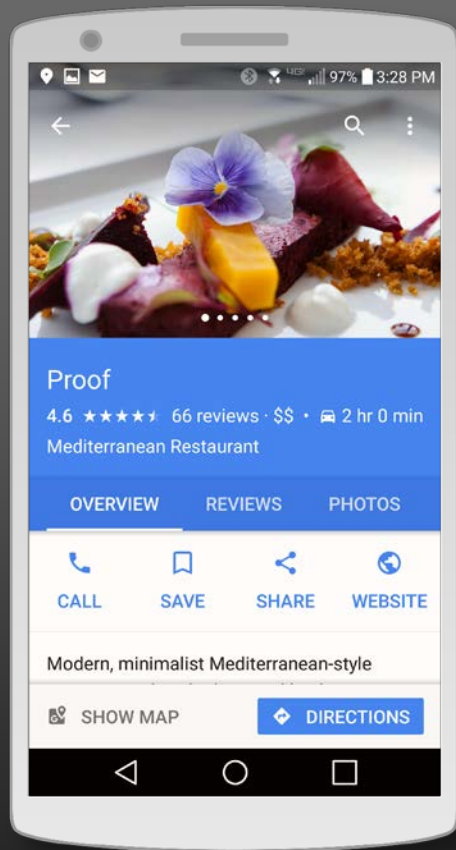 4G 97% 3:28 PM
Proof
4.6 66 reviews · $$ • 2 hr 0 min
Mediterranean Restaurant
OVERVIEW REVIEWS PHOTOS
CALL SAVE SHARE WEBSITE
Modern, minimalist Mediterranean-style
SHOW MAP DIRECTIONS